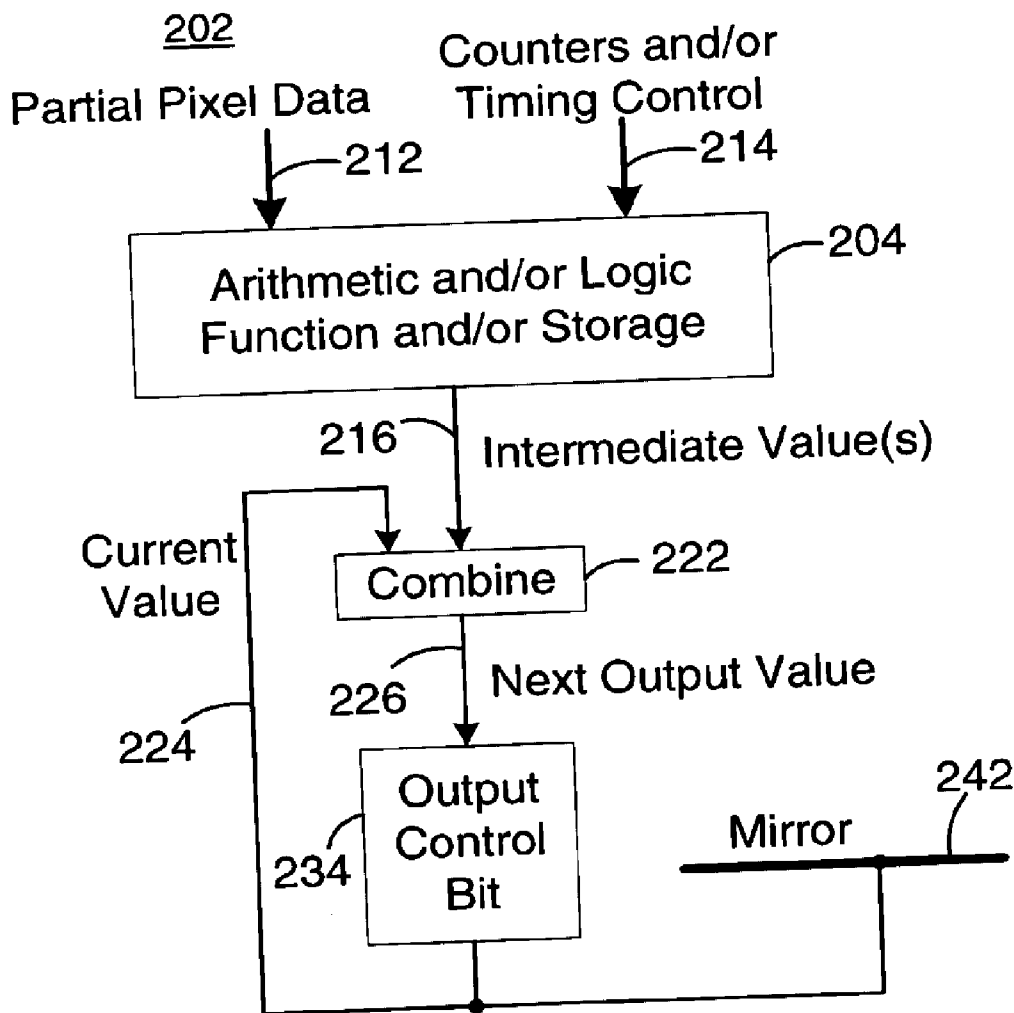 202
Partial Pixel Data
Counters and/or
Timing Control
212
214
204
Arithmetic and/or Logic
Function and/or Storage
216
Intermediate Value(s)
Current
Value
Combine
222
226
Next Output Value
224
Output
Control
Bit
234
Mirror
242